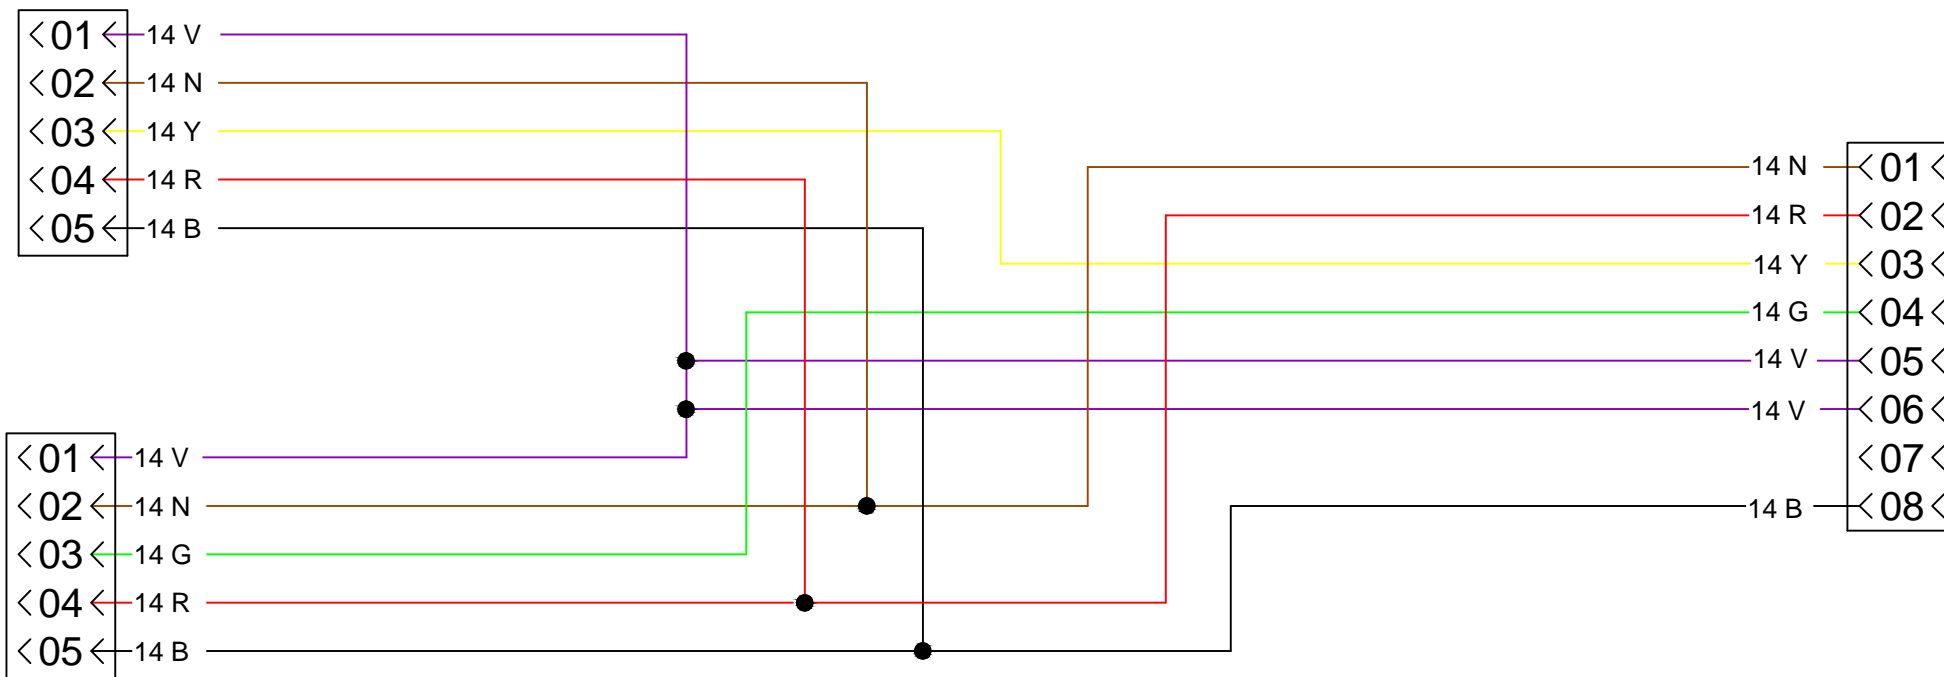 01 14 V
02 14 N
03 14 Y
04 14 R
05 14 B
14 N 01
14 R 02
14 Y 03
14 G 04
14 V 05
14 V 06
07
14 B 08
01 14 V
02 14 N
03 14 G
04 14 R
05 14 B